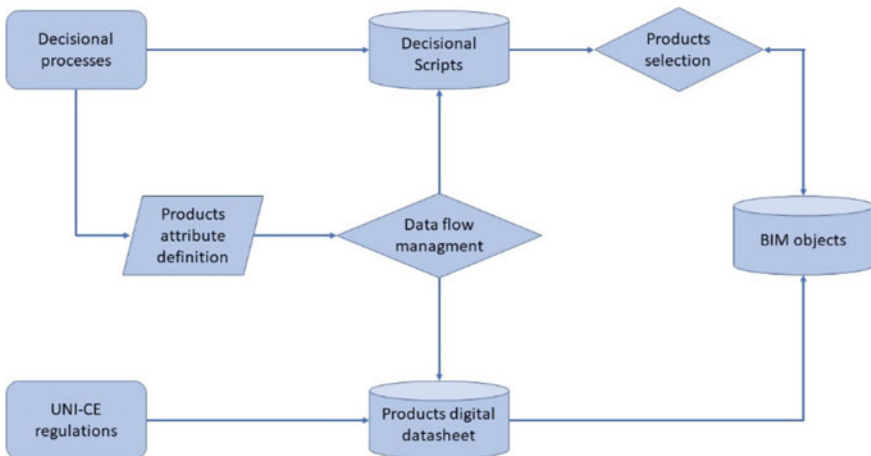 Decisional
processes
Decisional
Scripts
Products
selection
Products
attribute
definition
Data flow
managment
BIM objects
UNI-CE
regulations
Products digital
datasheet